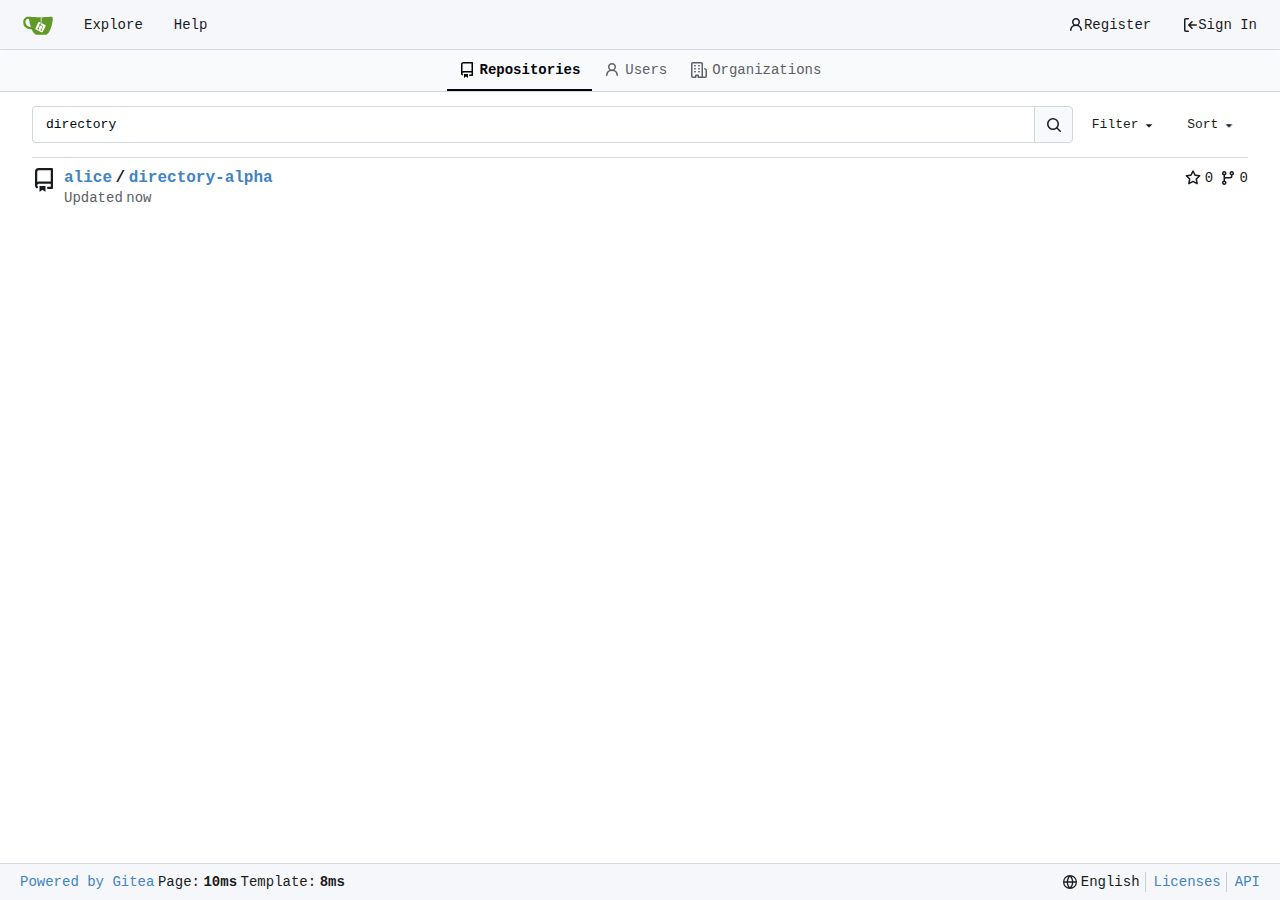 Explore Help Register Sign In
Repositories Users Organizations
directory Filter Sort
alice / directory-alpha 0 0
Updated now
Powered by Gitea Page: 10ms Template: 8ms English Licenses API